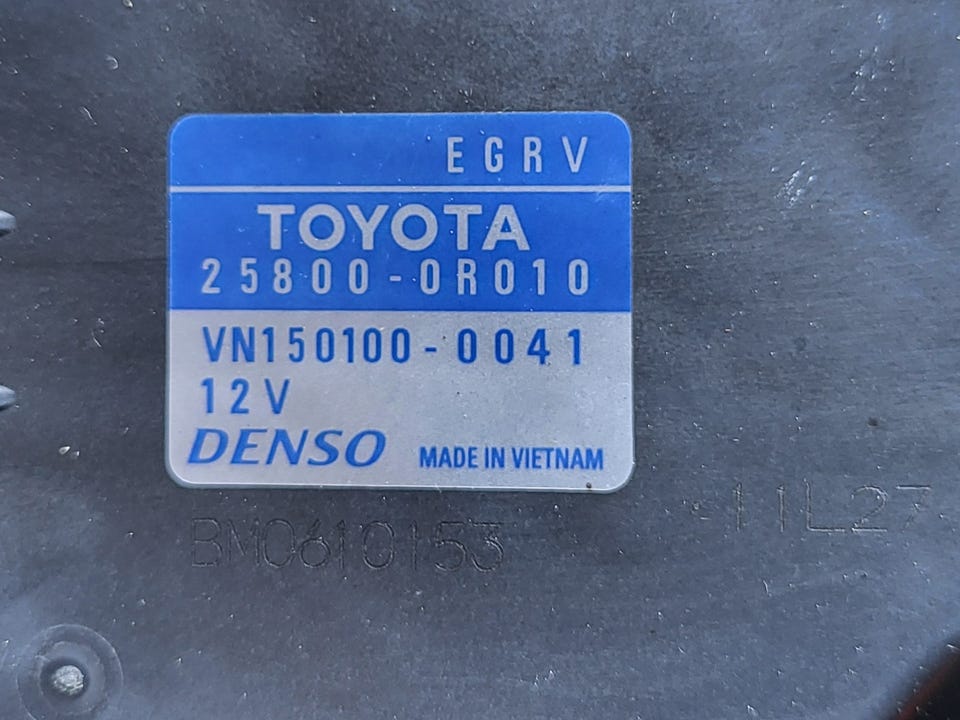 EGRV
TOYOTA
25800-0R010
VN150100-0041
12V
DENSO MADE IN VIETNAM
BM0610153
11L27